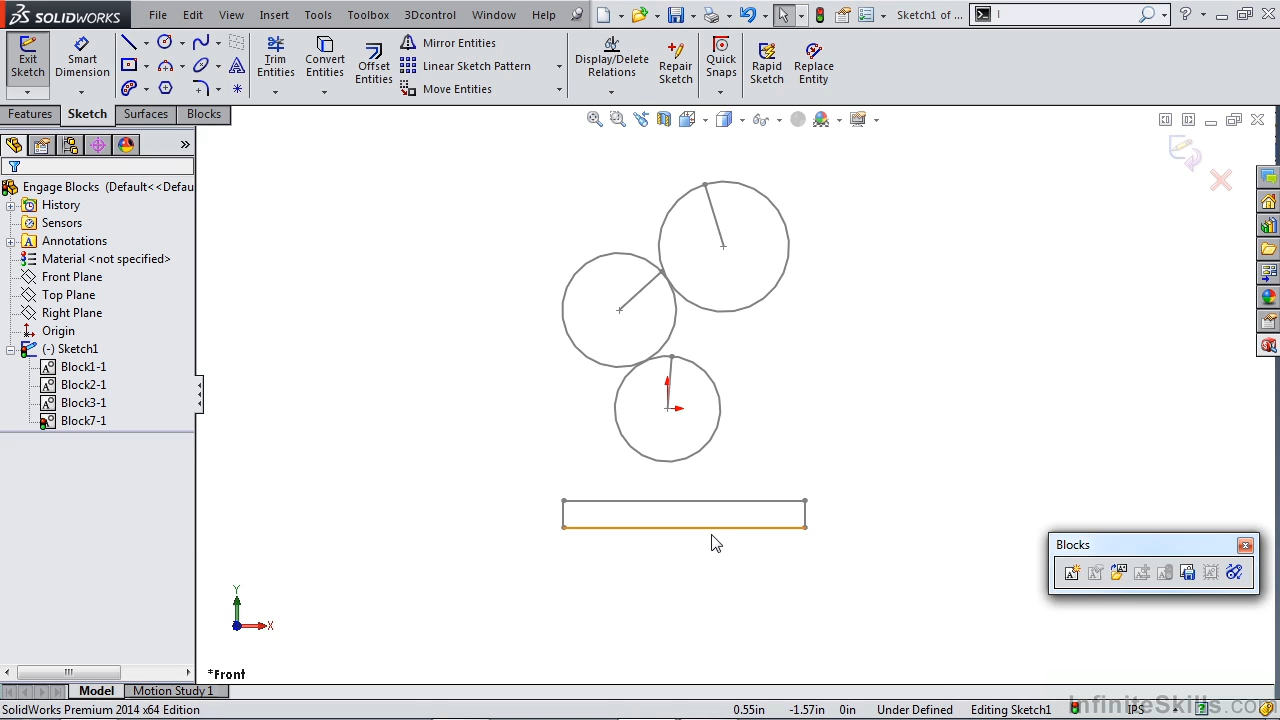 SOLIDWORKS File Edit View Insert Tools Toolbox 3Dcontrol Window Help Sketch1 of ...
Exit Sketch
Smart Dimension
Trim Entities
Convert Entities
Offset Entities
Mirror Entities
Linear Sketch Pattern
Move Entities
Display/Delete Relations
Repair Sketch
Quick Snaps
Rapid Sketch
Replace Entity
Features Sketch Surfaces Blocks
Engage Blocks (Default<<Defau
History
Sensors
Annotations
Material <not specified>
Front Plane
Top Plane
Right Plane
Origin
(-) Sketch1
Block1-1
Block2-1
Block3-1
Block7-1
Blocks
Y
X
*Front
Model Motion Study 1
SolidWorks Premium 2014 x64 Edition 0.55in -1.57in 0in Under Defined Editing Sketch1 IPS
InfiniteSkills.com